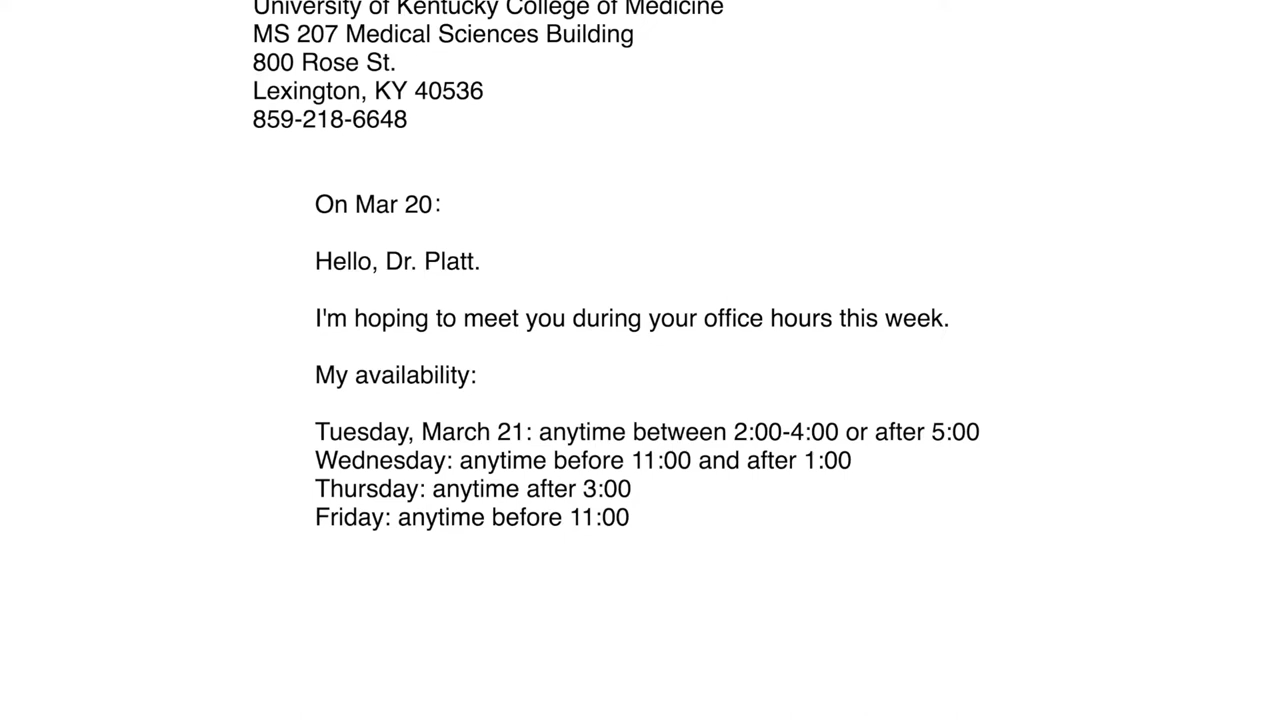 University of Kentucky College of Medicine
MS 207 Medical Sciences Building
800 Rose St.
Lexington, KY 40536
859-218-6648
On Mar 20:
Hello, Dr. Platt.
I'm hoping to meet you during your office hours this week.
My availability:
Tuesday, March 21: anytime between 2:00-4:00 or after 5:00
Wednesday: anytime before 11:00 and after 1:00
Thursday: anytime after 3:00
Friday: anytime before 11:00